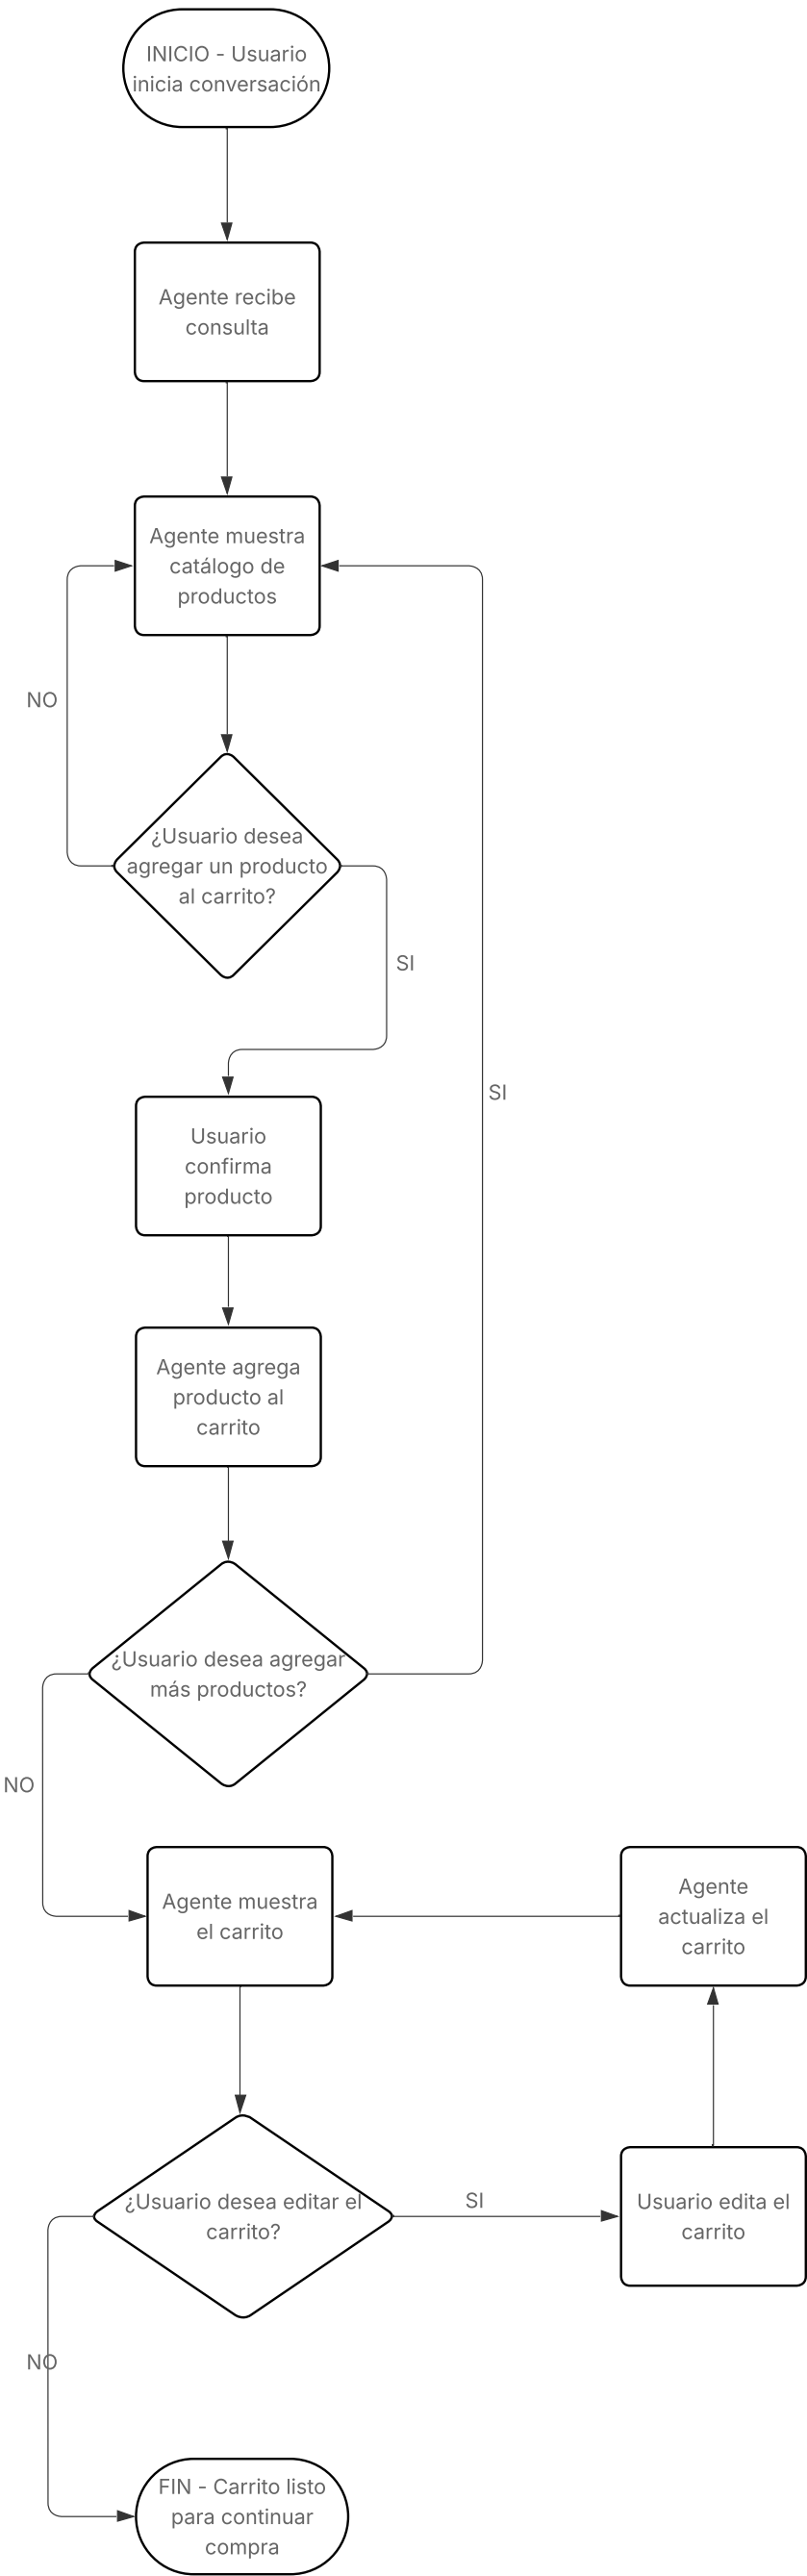 INICIO - Usuario
inicia conversación
Agente recibe
consulta
Agente muestra
catálogo de
productos
NO
¿Usuario desea
agregar un producto
al carrito?
SI
SI
Usuario
confirma
producto
Agente agrega
producto al
carrito
¿Usuario desea agregar
más productos?
NO
Agente muestra
el carrito
Agente
actualiza el
carrito
¿Usuario desea editar el
carrito?
SI
Usuario edita el
carrito
NO
FIN - Carrito listo
para continuar
compra